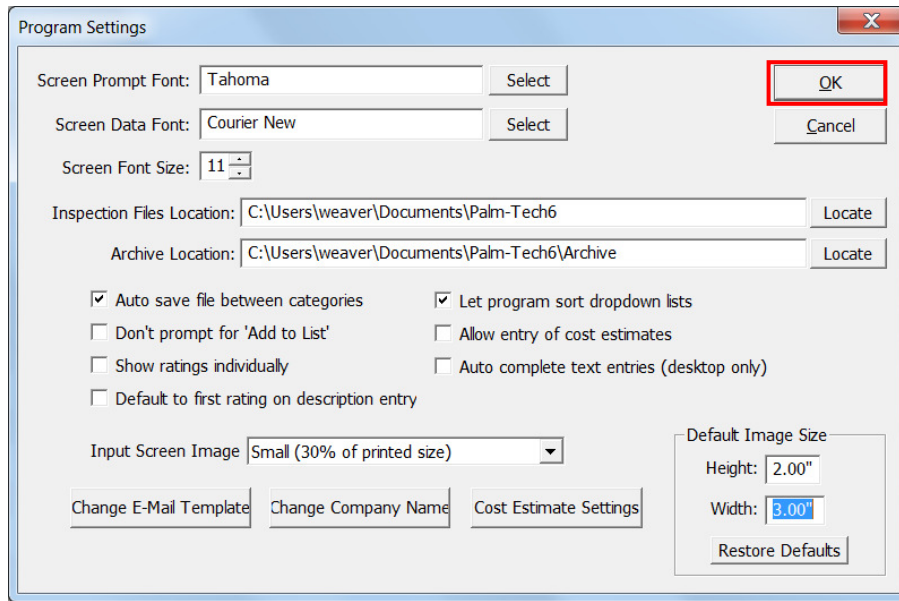 Program Settings
X
Screen Prompt Font: Tahoma Select OK
Screen Data Font: Courier New Select Cancel
Screen Font Size: 11
Inspection Files Location: C:\Users\weaver\Documents\Palm-Tech6 Locate
Archive Location: C:\Users\weaver\Documents\Palm-Tech6\Archive Locate
Auto save file between categories Let program sort dropdown lists
Don't prompt for 'Add to List' Allow entry of cost estimates
Show ratings individually Auto complete text entries (desktop only)
Default to first rating on description entry
Input Screen Image Small (30% of printed size)
Default Image Size
Height: 2.00"
Change E-Mail Template Change Company Name Cost Estimate Settings
Width: 3.00"
Restore Defaults